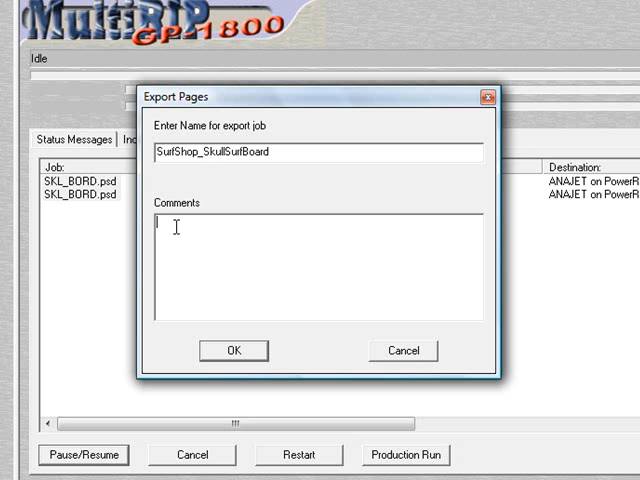 MultiRIP
GP-1800
Idle
Export Pages
Enter Name for export job
SurfShop_SkullSurfBoard
Comments
OK
Cancel
Status Messages
Job:
Destination:
SKL_BORD.psd
ANAJET on PowerR
SKL_BORD.psd
ANAJET on PowerR
Pause/Resume
Cancel
Restart
Production Run